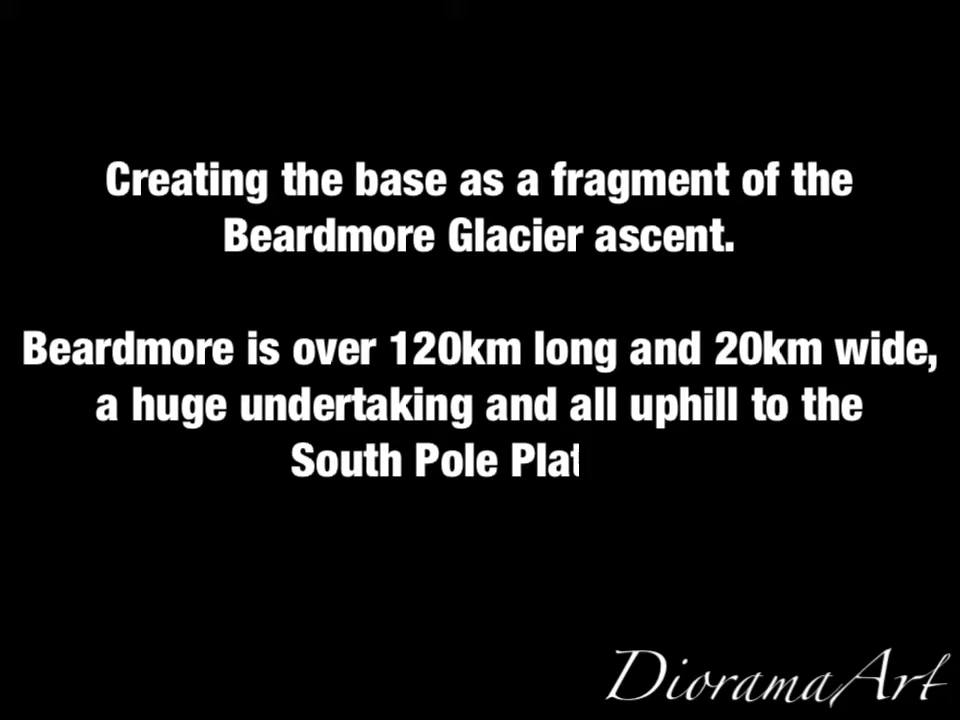 Creating the base as a fragment of the
Beardmore Glacier ascent.
Beardmore is over 120km long and 20km wide,
a huge undertaking and all uphill to the
South Pole Plat
DioramaArt